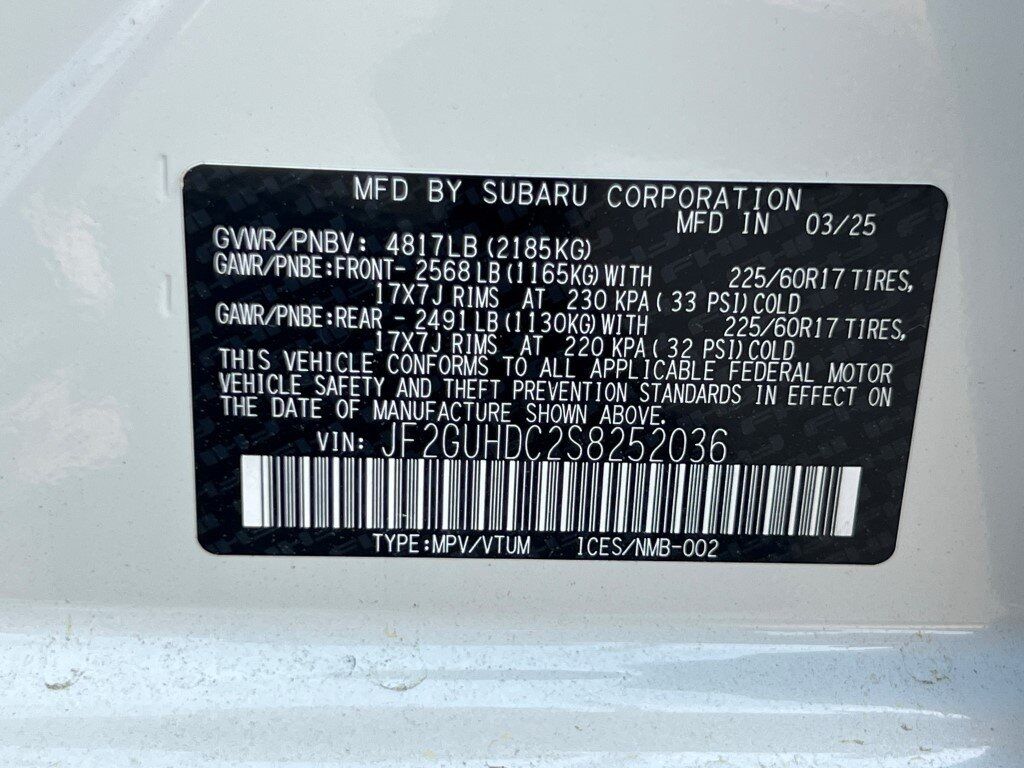 MFD BY SUBARU CORPORATION
MFD IN 03/25
GVWR/PNBV: 4817LB (2185KG)
GAWR/PNBE:FRONT- 2568 LB (1165KG) WITH 225/60R17 TIRES,
17X7J RIMS AT 230 KPA ( 33 PSI) COLD
GAWR/PNBE:REAR - 2491 LB (1130KG) WITH 225/60R17 TIRES,
17X7J RIMS AT 220 KPA ( 32 PSI) COLD
THIS VEHICLE CONFORMS TO ALL APPLICABLE FEDERAL MOTOR
VEHICLE SAFETY AND THEFT PREVENTION STANDARDS IN EFFECT ON
THE DATE OF MANUFACTURE SHOWN ABOVE.
VIN: JF2GUHDC2S8252036
TYPE:MPV/VTUM ICES/NMB-002